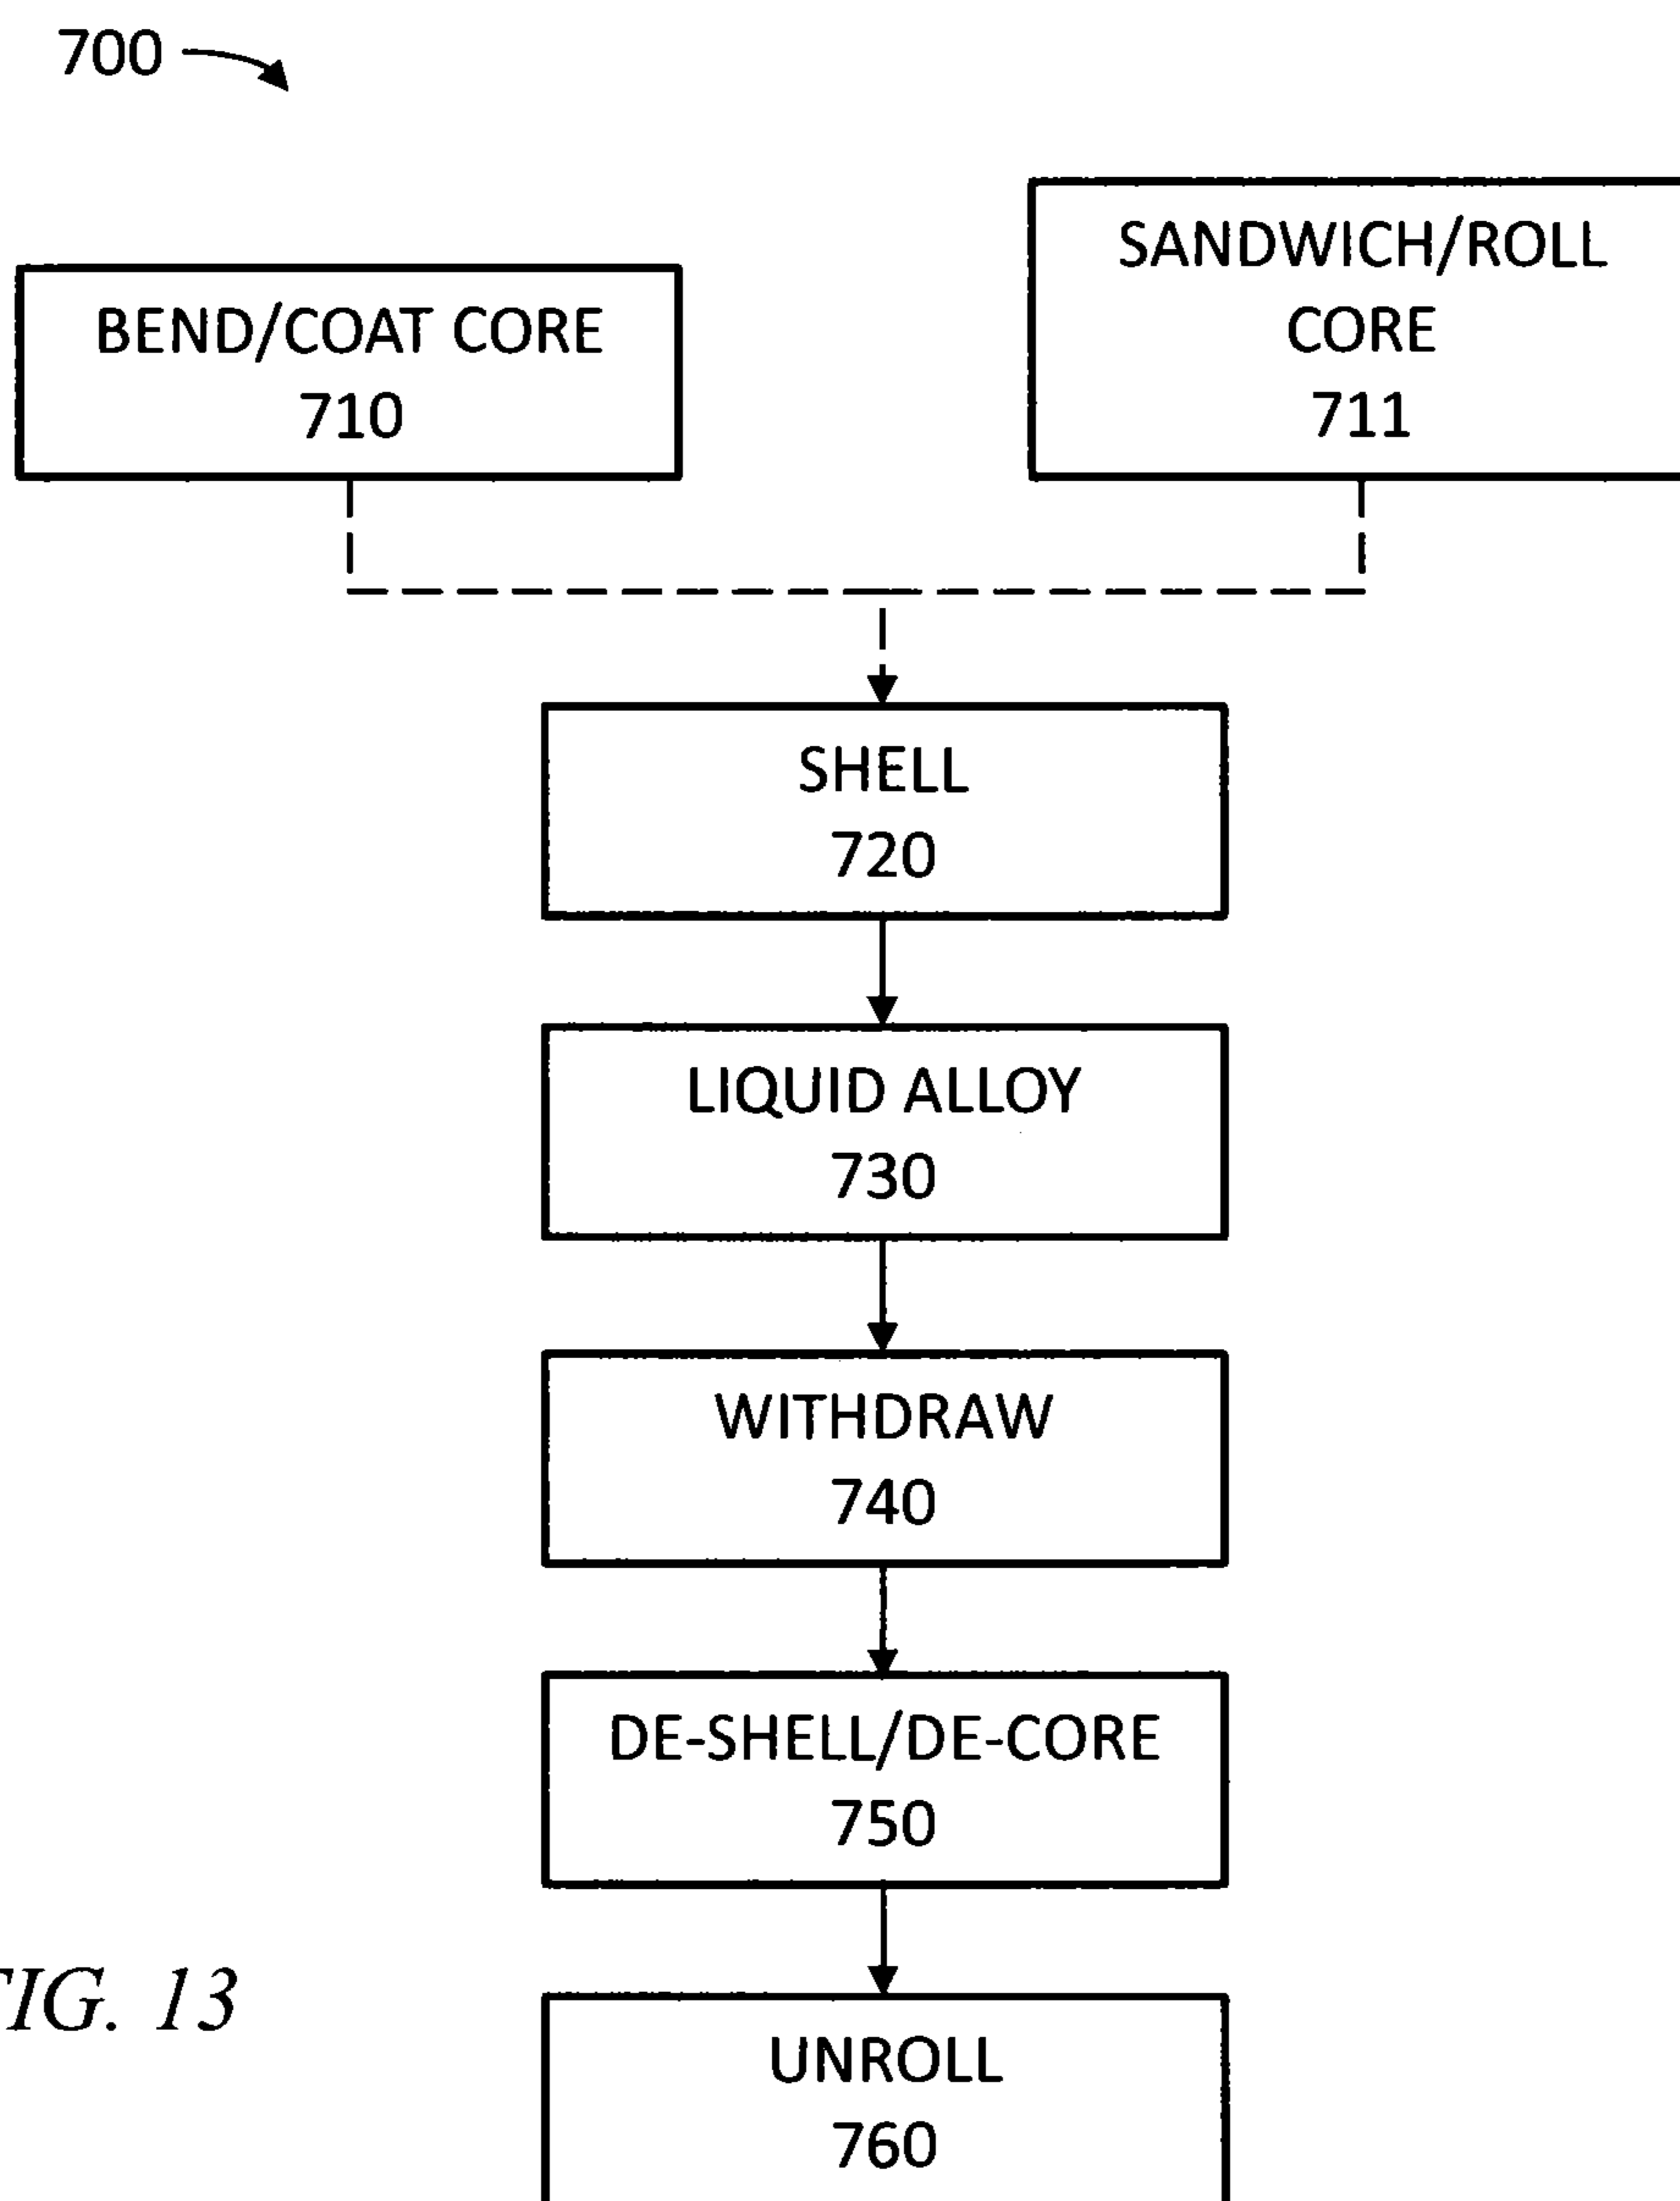 700
SANDWICH/ROLL
CORE
711
BEND/COAT CORE
710
SHELL
720
LIQUID ALLOY
730
WITHDRAW
740
DE-SHELL/DE-CORE
750
UNROLL
760
FIG. 13